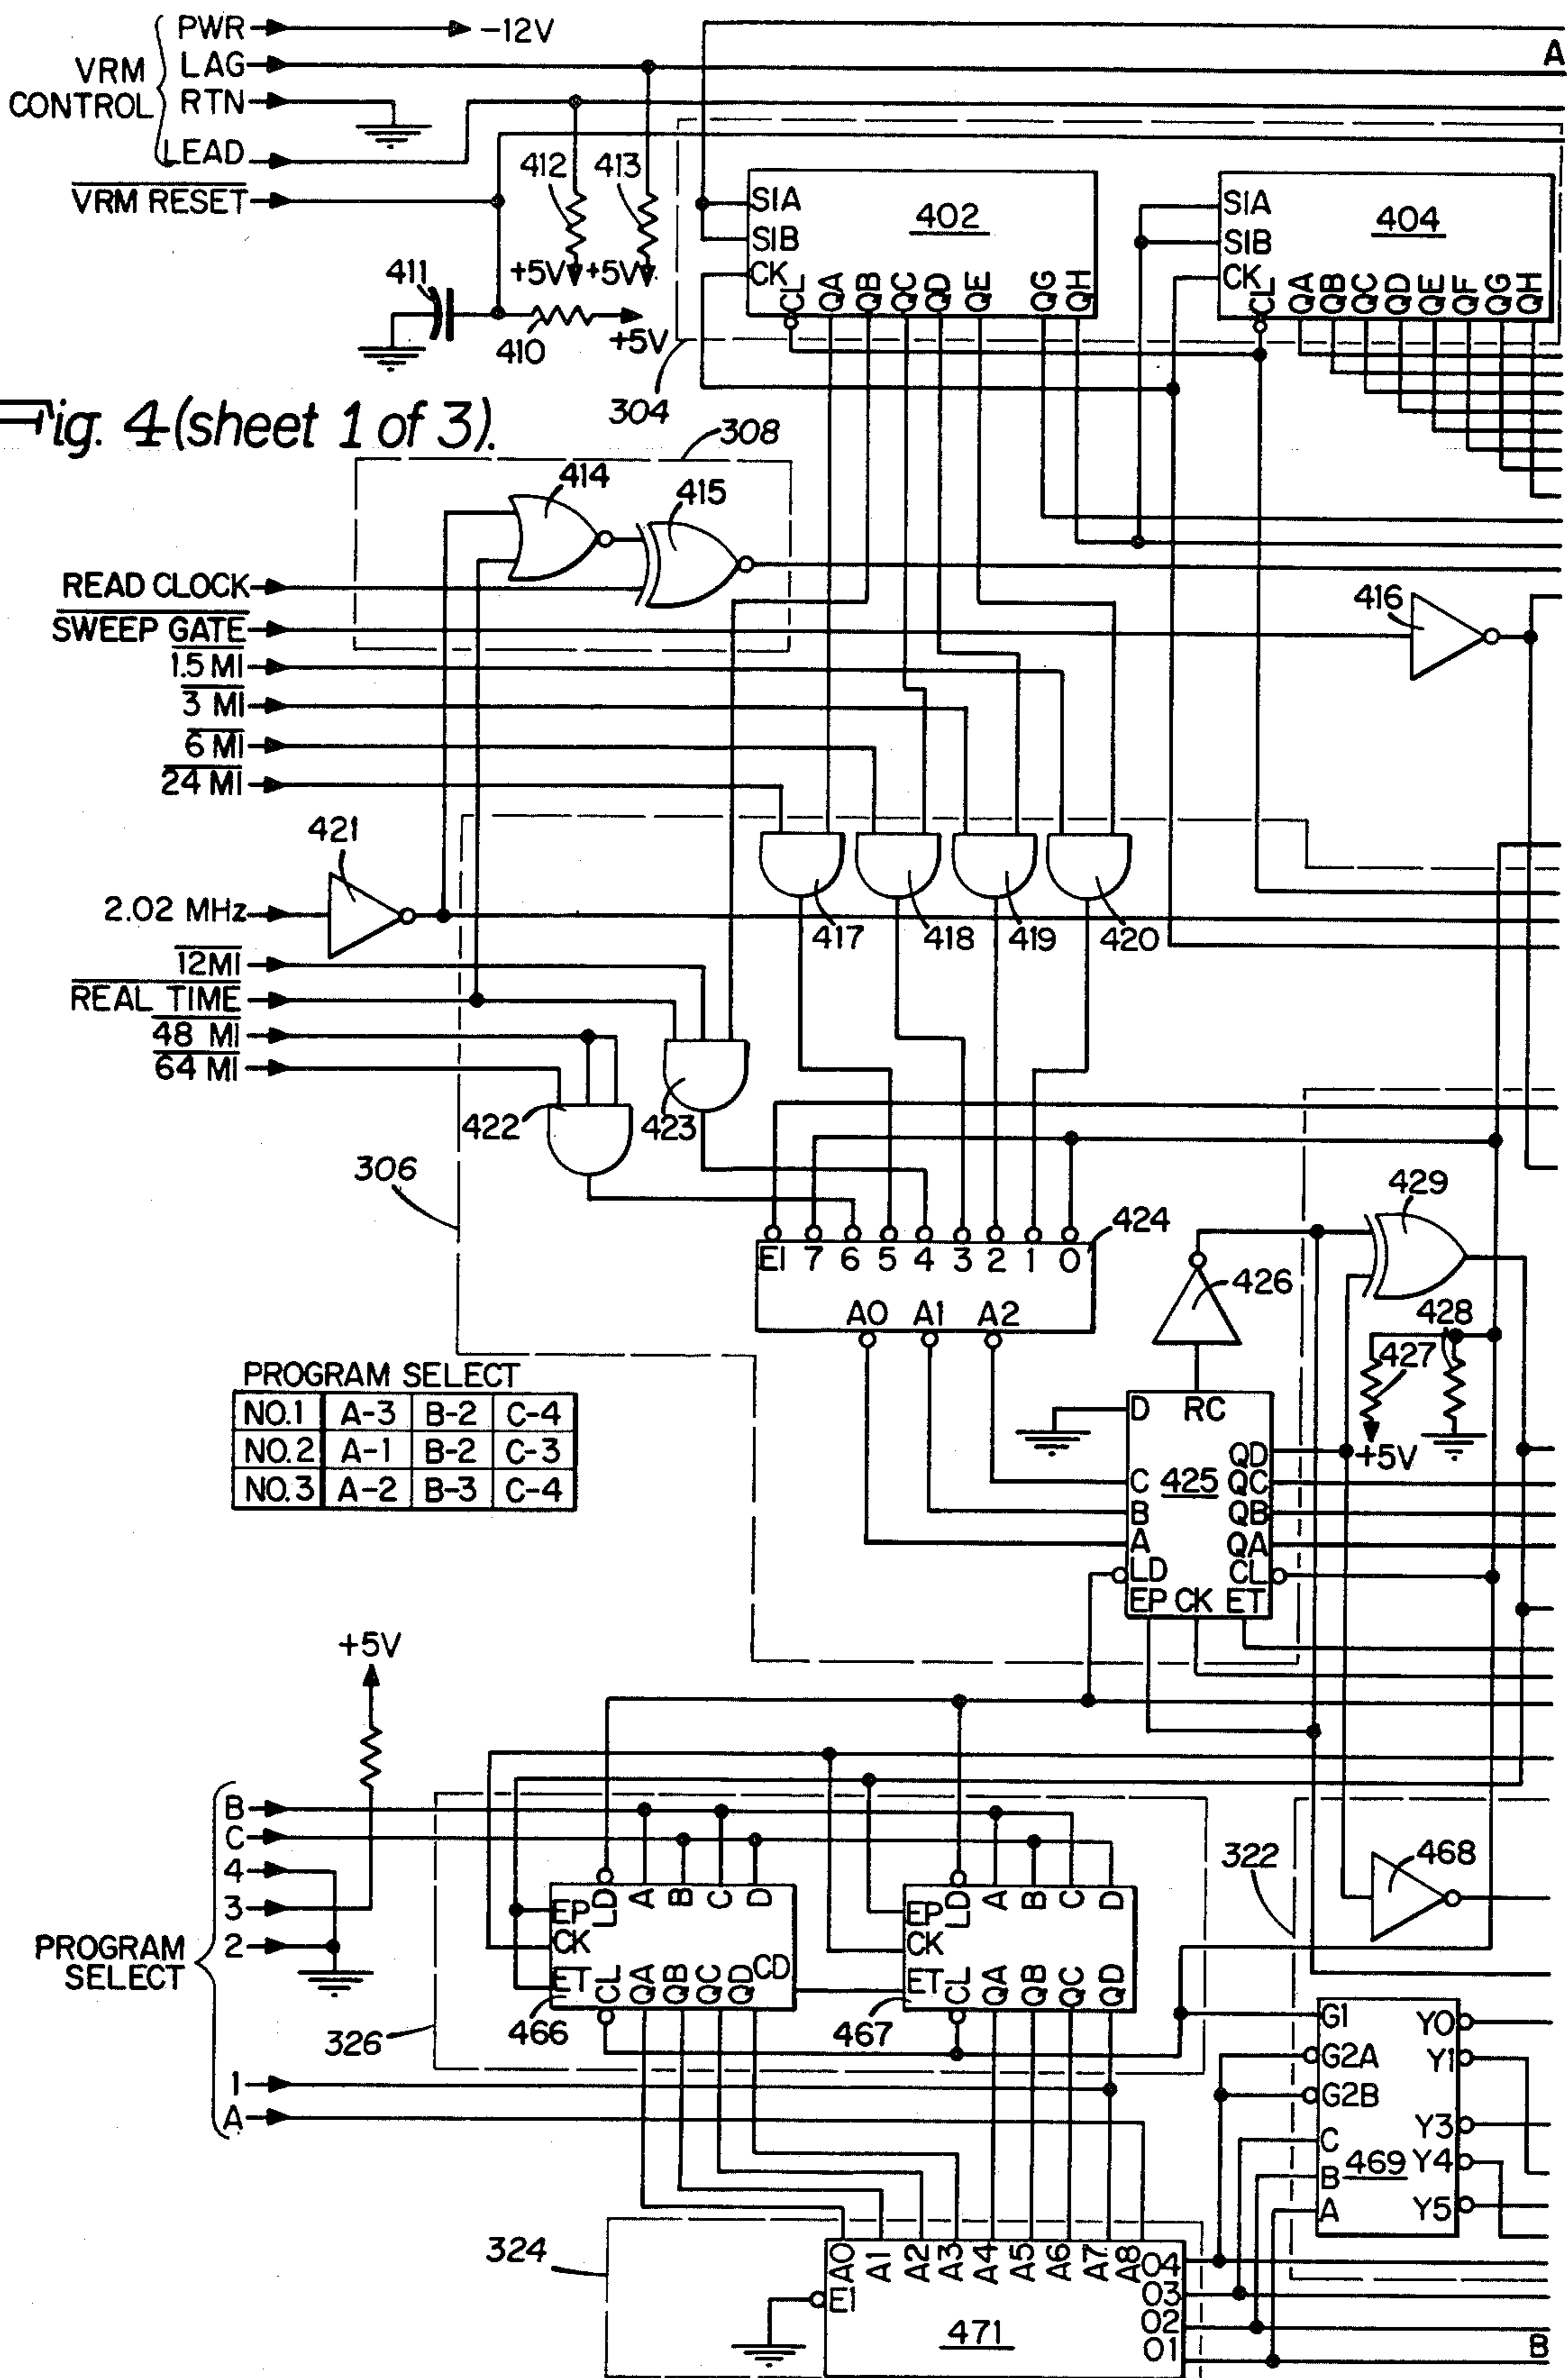 PWR
-12V
VRM
CONTROL
LAG
RTN
LEAD
VRM RESET
A
412
413
+5V
+5V
411
410
+5V
SIA
SIB
CK
402
CL
QA
QB
QC
QD
QE
QG
QH
SIA
SIB
CK
404
CL
QA
QB
QC
QD
QE
QF
QG
QH
304
Fig. 4 (sheet 1 of 3).
308
414
415
READ CLOCK
SWEEP GATE
1.5 MI
3 MI
6 MI
24 MI
416
421
2.02 MHz
417
418
419
420
12MI
REAL TIME
48 MI
64 MI
422
423
306
424
EI 7 6 5 4 3 2 1 0
A0 A1 A2
429
426
428
427
+5V
PROGRAM SELECT
NO.1 A-3 B-2 C-4
NO.2 A-1 B-2 C-3
NO.3 A-2 B-3 C-4
D RC
QD
C 425 QC
B QB
A QA
LD CL
EP CK ET
+5V
B
C
4
3
2
PROGRAM
SELECT
1
A
322
468
LD A B C D
EP
CK
ET
CL QA QB QC QD CD
466
LD A B C D
EP
CK
ET
CL QA QB QC QD
467
326
G1 Y0
G2A Y1
G2B
C Y3
B 469 Y4
A Y5
324
A0 A1 A2 A3 A4 A5 A6 A7 A8
O4
EI O3
O2
471 O1
B